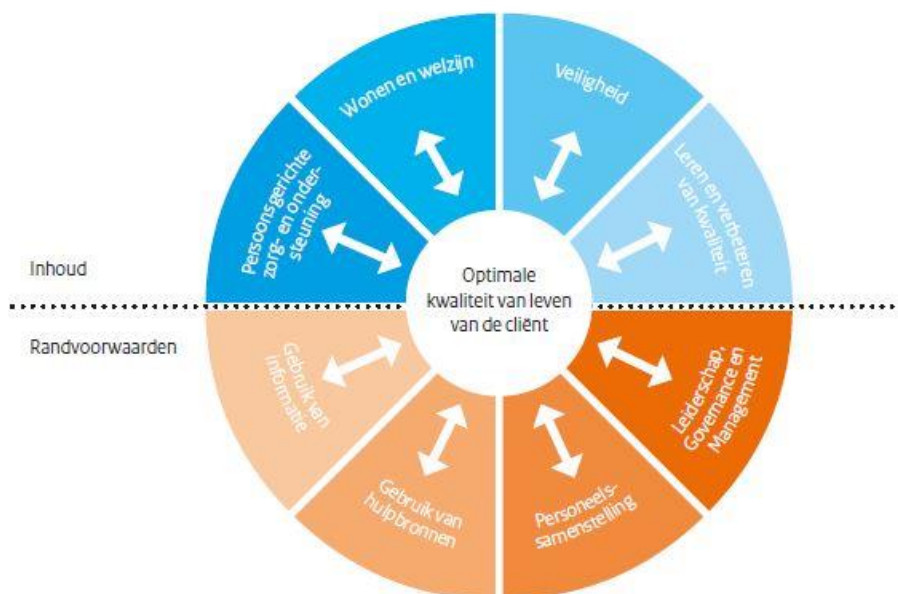 Wonen en welzijn
Veiligheid
Persoonsgerichte
zorg- en onder-
steuning
Leren en verbeteren
van kwaliteit
Inhoud
Optimale
kwaliteit van leven
van de cliënt
Randvoorwaarden
Gebruik van
informatie
Leiderschap,
Governance en
Management
Gebruik van
hulpbronnen
Personeels-
samenstelling